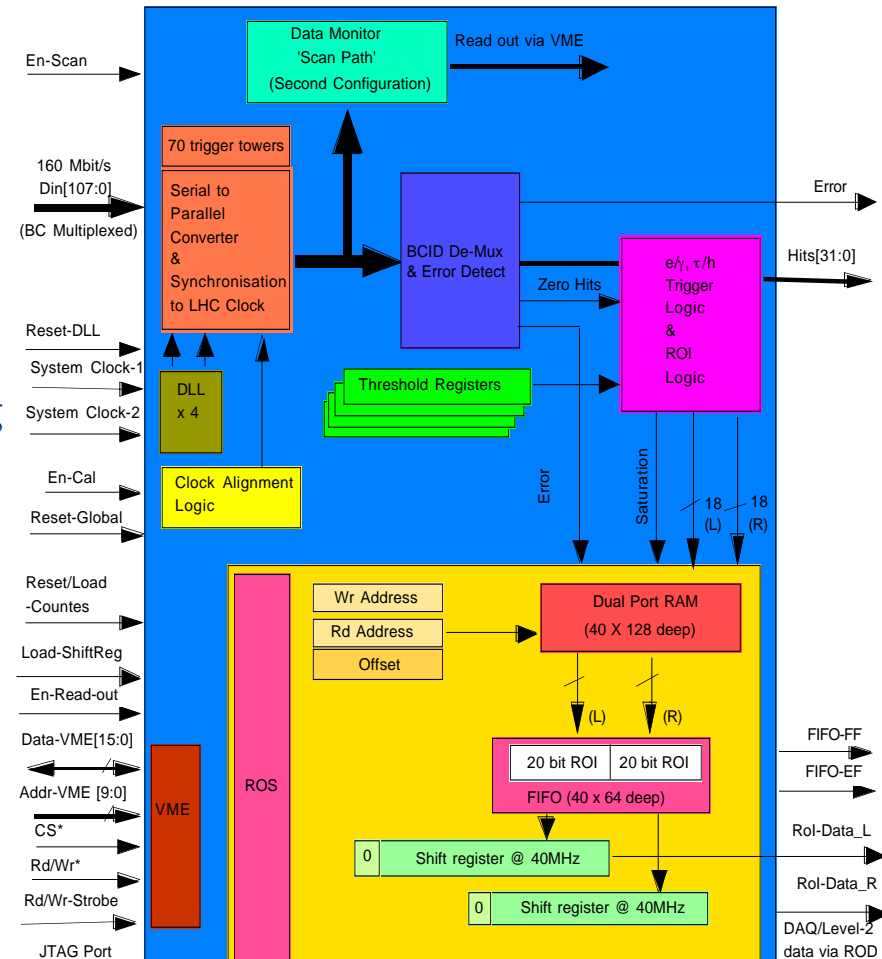 Data Monitor
'Scan Path'
(Second Configuration)
Read out via VME
En-Scan
70 trigger towers
160 Mbit/s
Din[107:0]
(BC Multiplexed)
Serial to
Parallel
Converter
&
Synchronisation
to LHC Clock
BCID De-Mux
& Error Detect
Zero Hits
e/γ, τ/h
Trigger
Logic
&
ROI
Logic
Error
Hits[31:0]
Reset-DLL
System Clock-1
System Clock-2
DLL
x 4
Threshold Registers
En-Cal
Reset-Global
Clock Alignment
Logic
Error
Saturation
18
(L)
18
(R)
Reset/Load
-Countes
Load-ShiftReg
En-Read-out
Data-VME[15:0]
Addr-VME [9:0]
CS*
Rd/Wr*
Rd/Wr-Strobe
JTAG Port
VME
ROS
Wr Address
Rd Address
Offset
Dual Port RAM
(40 X 128 deep)
(L)
(R)
20 bit ROI
20 bit ROI
FIFO (40 x 64 deep)
0
Shift register @ 40MHz
0
Shift register @ 40MHz
FIFO-FF
FIFO-EF
RoI-Data_L
RoI-Data_R
DAQ/Level-2
data via ROD